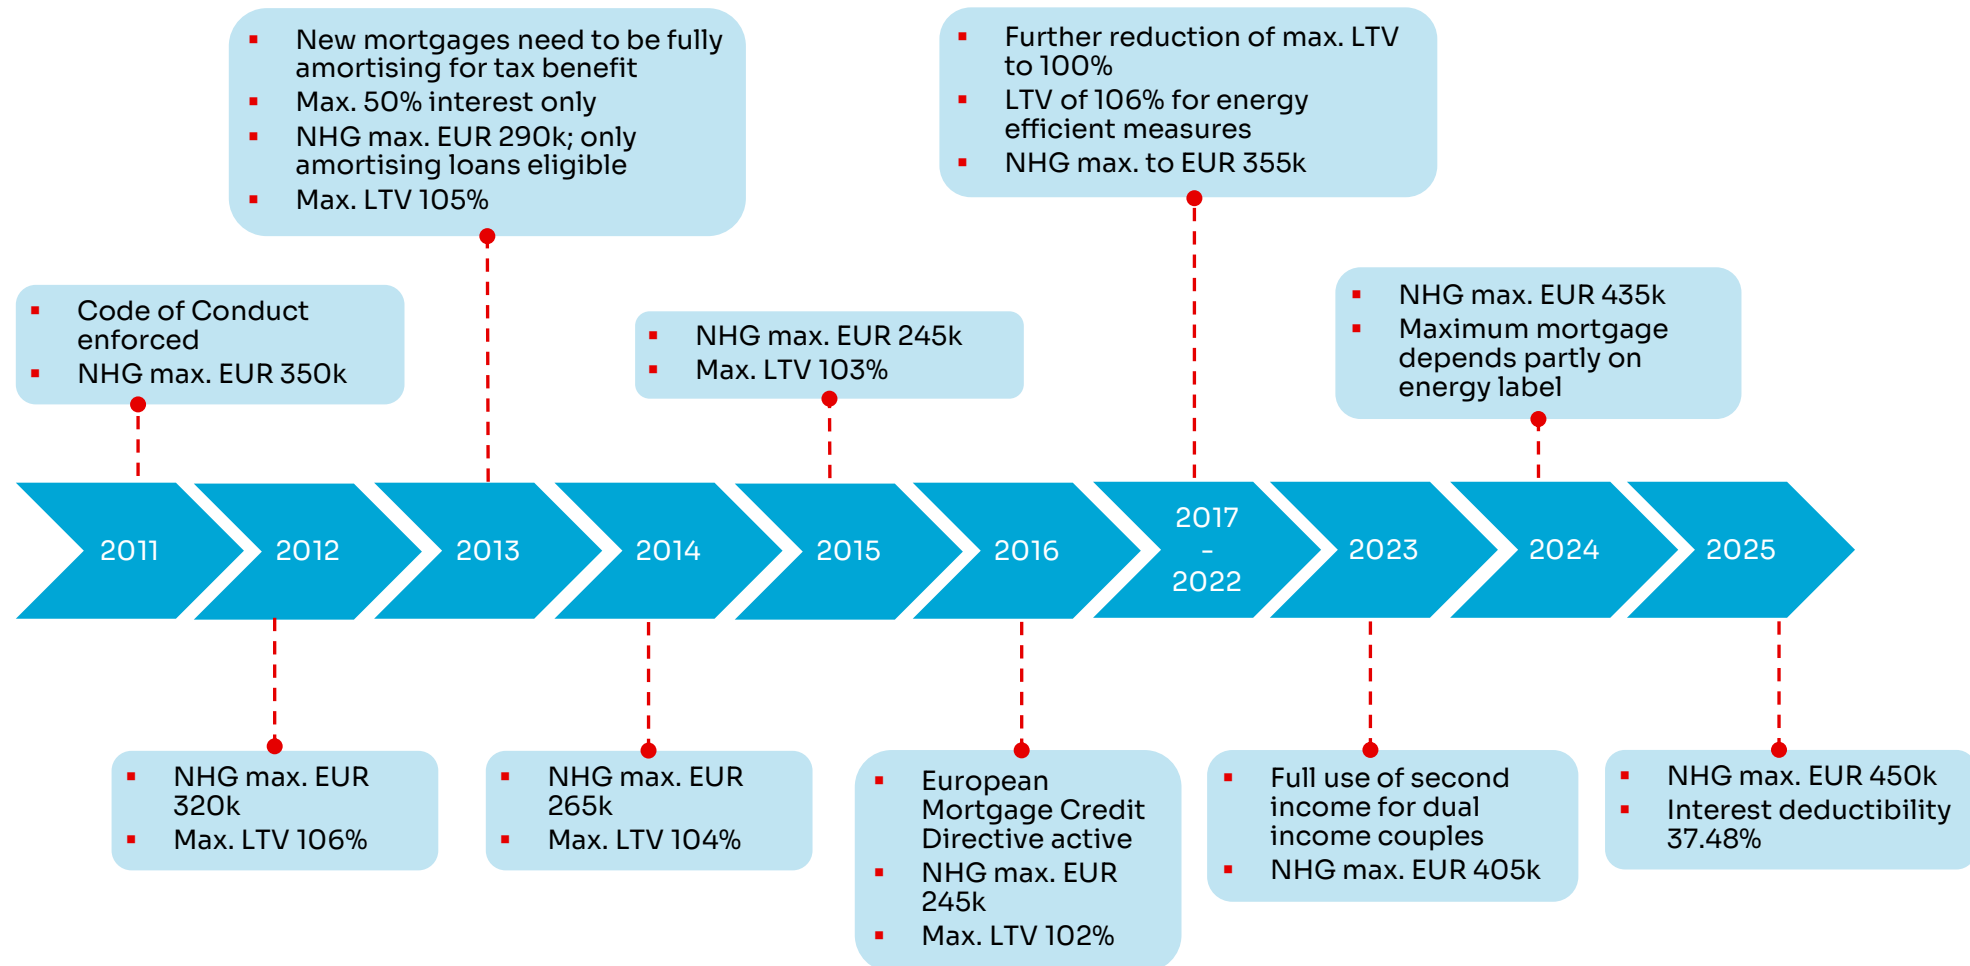 ▪ New mortgages need to be fully
amortising for tax benefit
▪ Max. 50% interest only
▪ NHG max. EUR 290k; only
amortising loans eligible
▪ Max. LTV 105%
▪ Further reduction of max. LTV
to 100%
▪ LTV of 106% for energy
efficient measures
▪ NHG max. to EUR 355k
▪ Code of Conduct
enforced
▪ NHG max. EUR 350k
▪ NHG max. EUR 245k
▪ Max. LTV 103%
▪ NHG max. EUR 435k
▪ Maximum mortgage
depends partly on
energy label
2011
2012
2013
2014
2015
2016
2017
-
2022
2023
2024
2025
▪ NHG max. EUR
320k
▪ Max. LTV 106%
▪ NHG max. EUR
265k
▪ Max. LTV 104%
▪ European
Mortgage Credit
Directive active
▪ NHG max. EUR
245k
▪ Max. LTV 102%
▪ Full use of second
income for dual
income couples
▪ NHG max. EUR 405k
▪ NHG max. EUR 450k
▪ Interest deductibility
37.48%